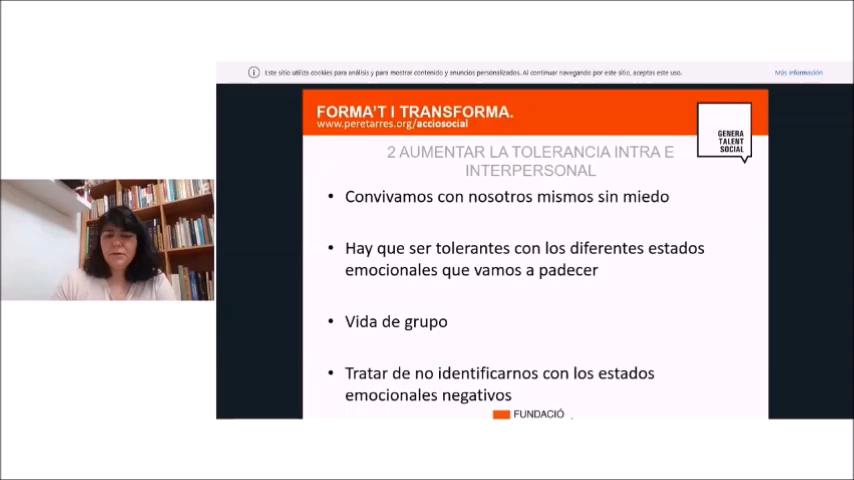 Este sitio utiliza cookies para análisis y para mostrar contenido y anuncios personalizados. Al continuar navegando por este sitio, aceptas este uso.
Más información
FORMA'T I TRANSFORMA.
www.peretarres.org/acciosocial
GENERA
TALENT
SOCIAL
2 AUMENTAR LA TOLERANCIA INTRA E
INTERPERSONAL
• Convivamos con nosotros mismos sin miedo
• Hay que ser tolerantes con los diferentes estados
emocionales que vamos a padecer
• Vida de grupo
• Tratar de no identificarnos con los estados
emocionales negativos
FUNDACIÓ